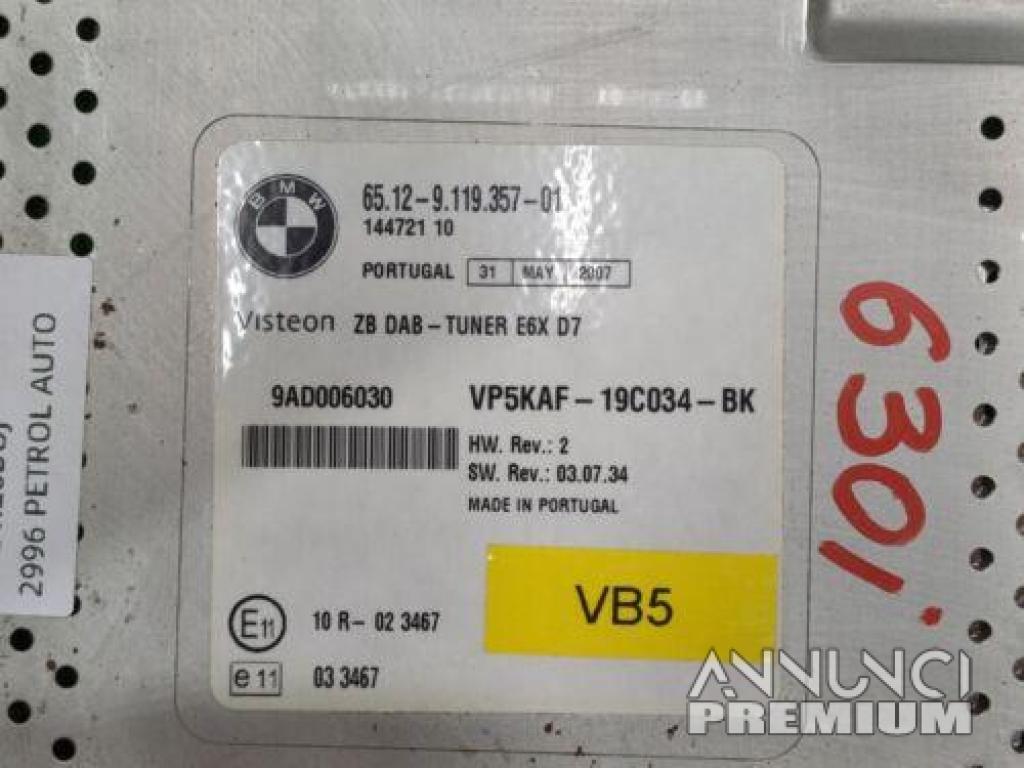 BMW
65.12-9.119.357-01
144721 10
PORTUGAL 31 MAY 2007
Visteon ZB DAB-TUNER E6X D7
9AD006030 VP5KAF-19C034-BK
HW. Rev.: 2
SW. Rev.: 03.07.34
MADE IN PORTUGAL
VB5
E11 10 R-02 3467
e 11 03 3467
2996 PETROL AUTO
630i
ANNUNCI
PREMIUM